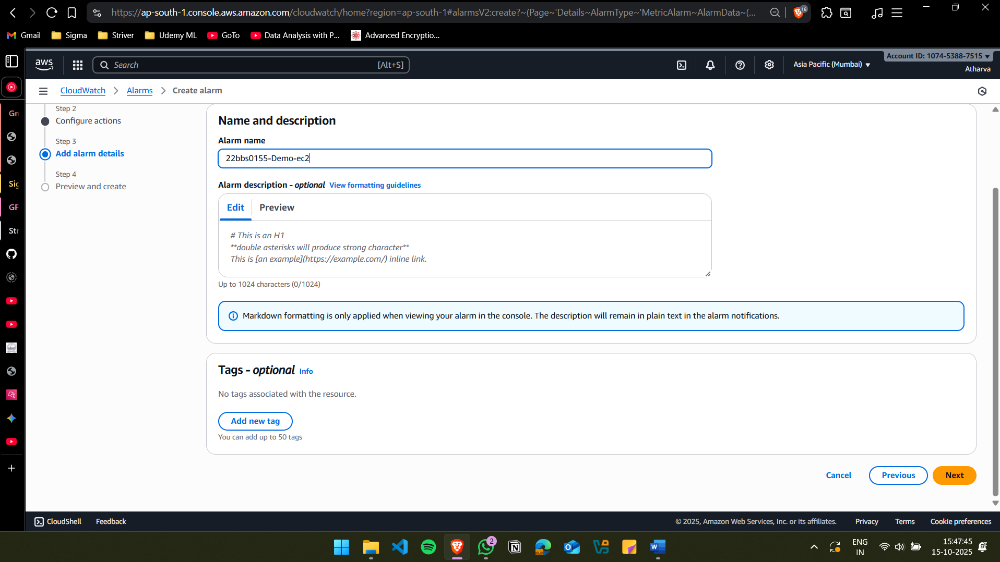 https://ap-south-1.console.aws.amazon.com/cloudwatch/home?region=ap-south-1#alarmsV2:create?~(Page~'Details~AlarmType~'MetricAlarm~AlarmData~(...
16
Gmail
Sigma
Striver
Udemy ML
GoTo
Data Analysis with P...
Advanced Encryptio...
aws
Search
[Alt+S]
Asia Pacific (Mumbai)
Account ID: 1074-5388-7515
Atharva
CloudWatch
Alarms
Create alarm
Gr
Sig
GF
Str
Step 2
Configure actions
Step 3
Add alarm details
Step 4
Preview and create
Name and description
Alarm name
22bbs0155-Demo-ec2
Alarm description - optional View formatting guidelines
Edit
Preview
# This is an H1
**double asterisks will produce strong character**
This is [an example](https://example.com/) inline link.
Up to 1024 characters (0/1024)
Markdown formatting is only applied when viewing your alarm in the console. The description will remain in plain text in the alarm notifications.
Tags - optional Info
No tags associated with the resource.
Add new tag
You can add up to 50 tags
Cancel
Previous
Next
CloudShell
Feedback
© 2025, Amazon Web Services, Inc. or its affiliates.
Privacy
Terms
Cookie preferences
2
ENG
IN
15:47:45
15-10-2025